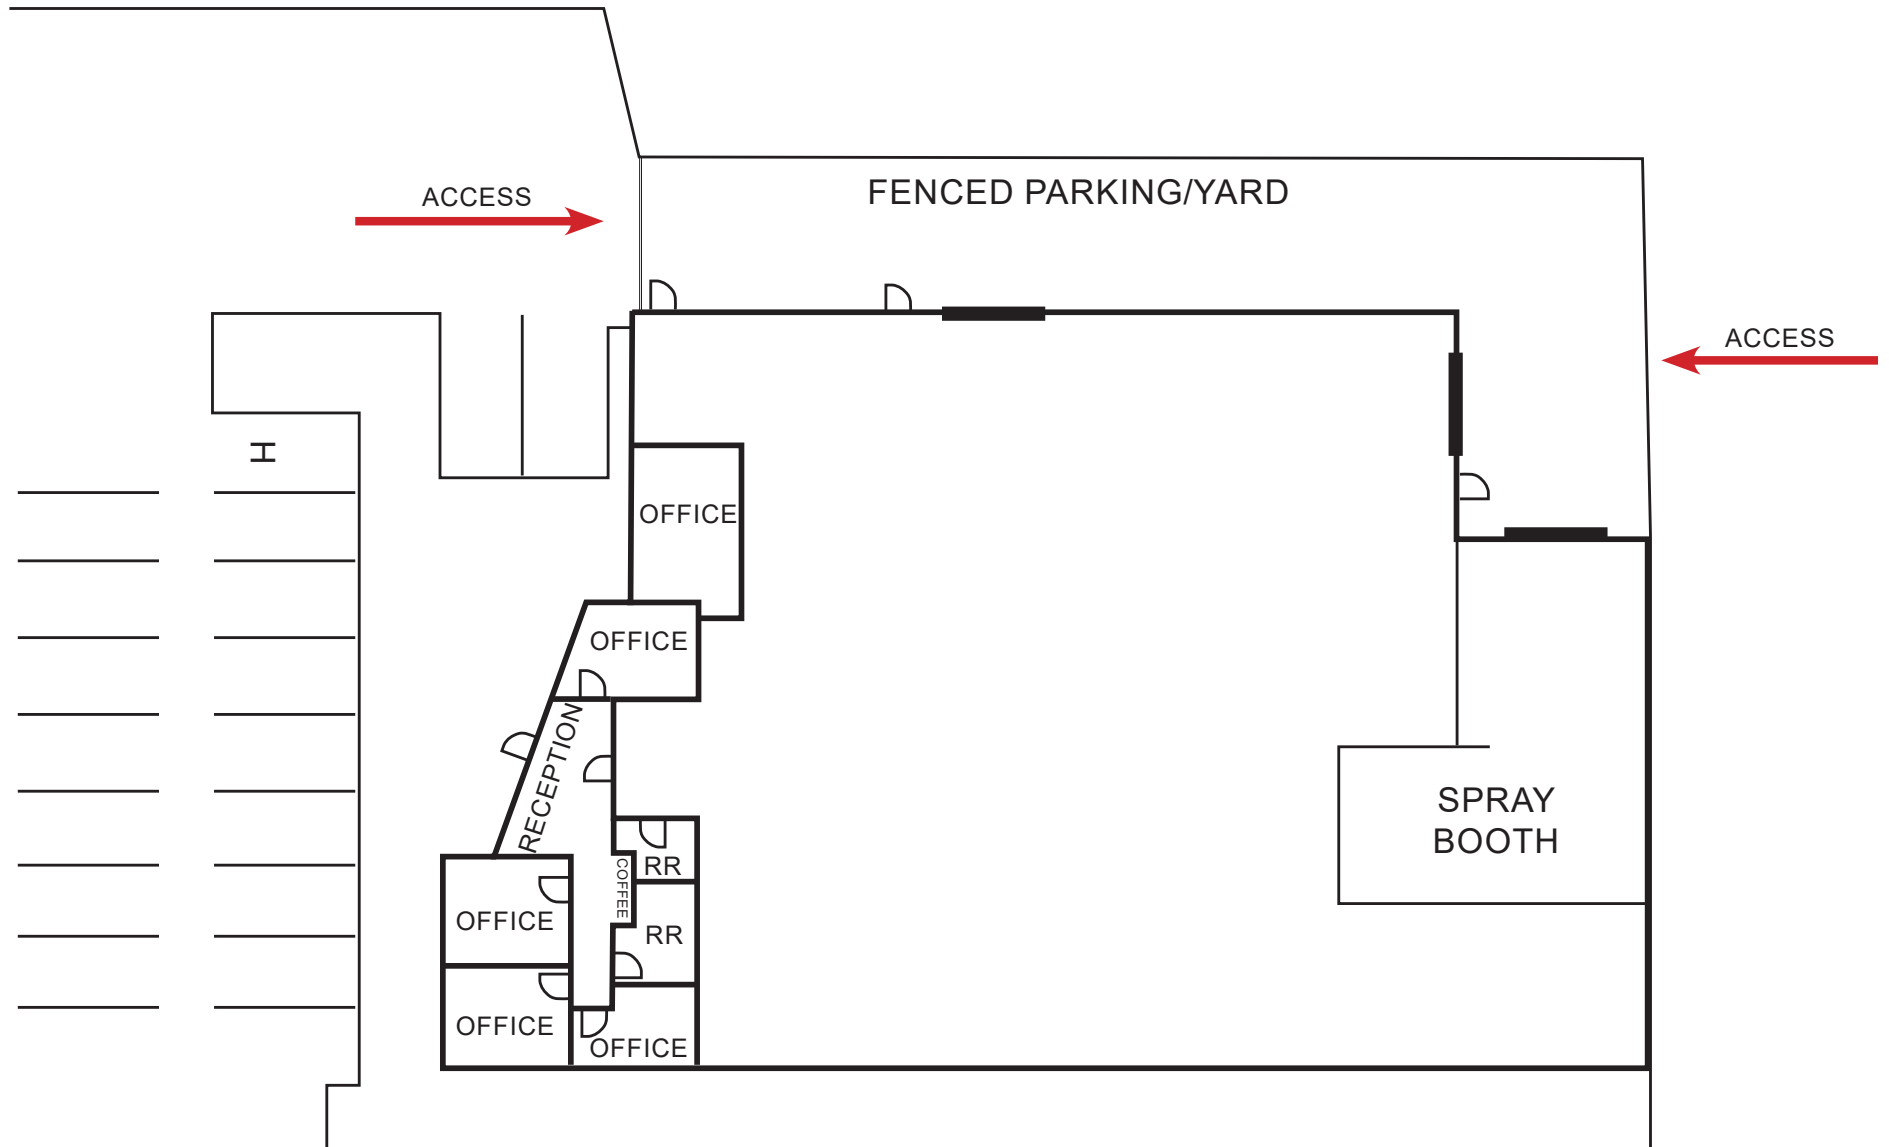 FENCED PARKING/YARD
ACCESS
ACCESS
H
OFFICE
OFFICE
RECEPTION
SPRAY
BOOTH
COFFEE
RR
OFFICE
RR
OFFICE
OFFICE